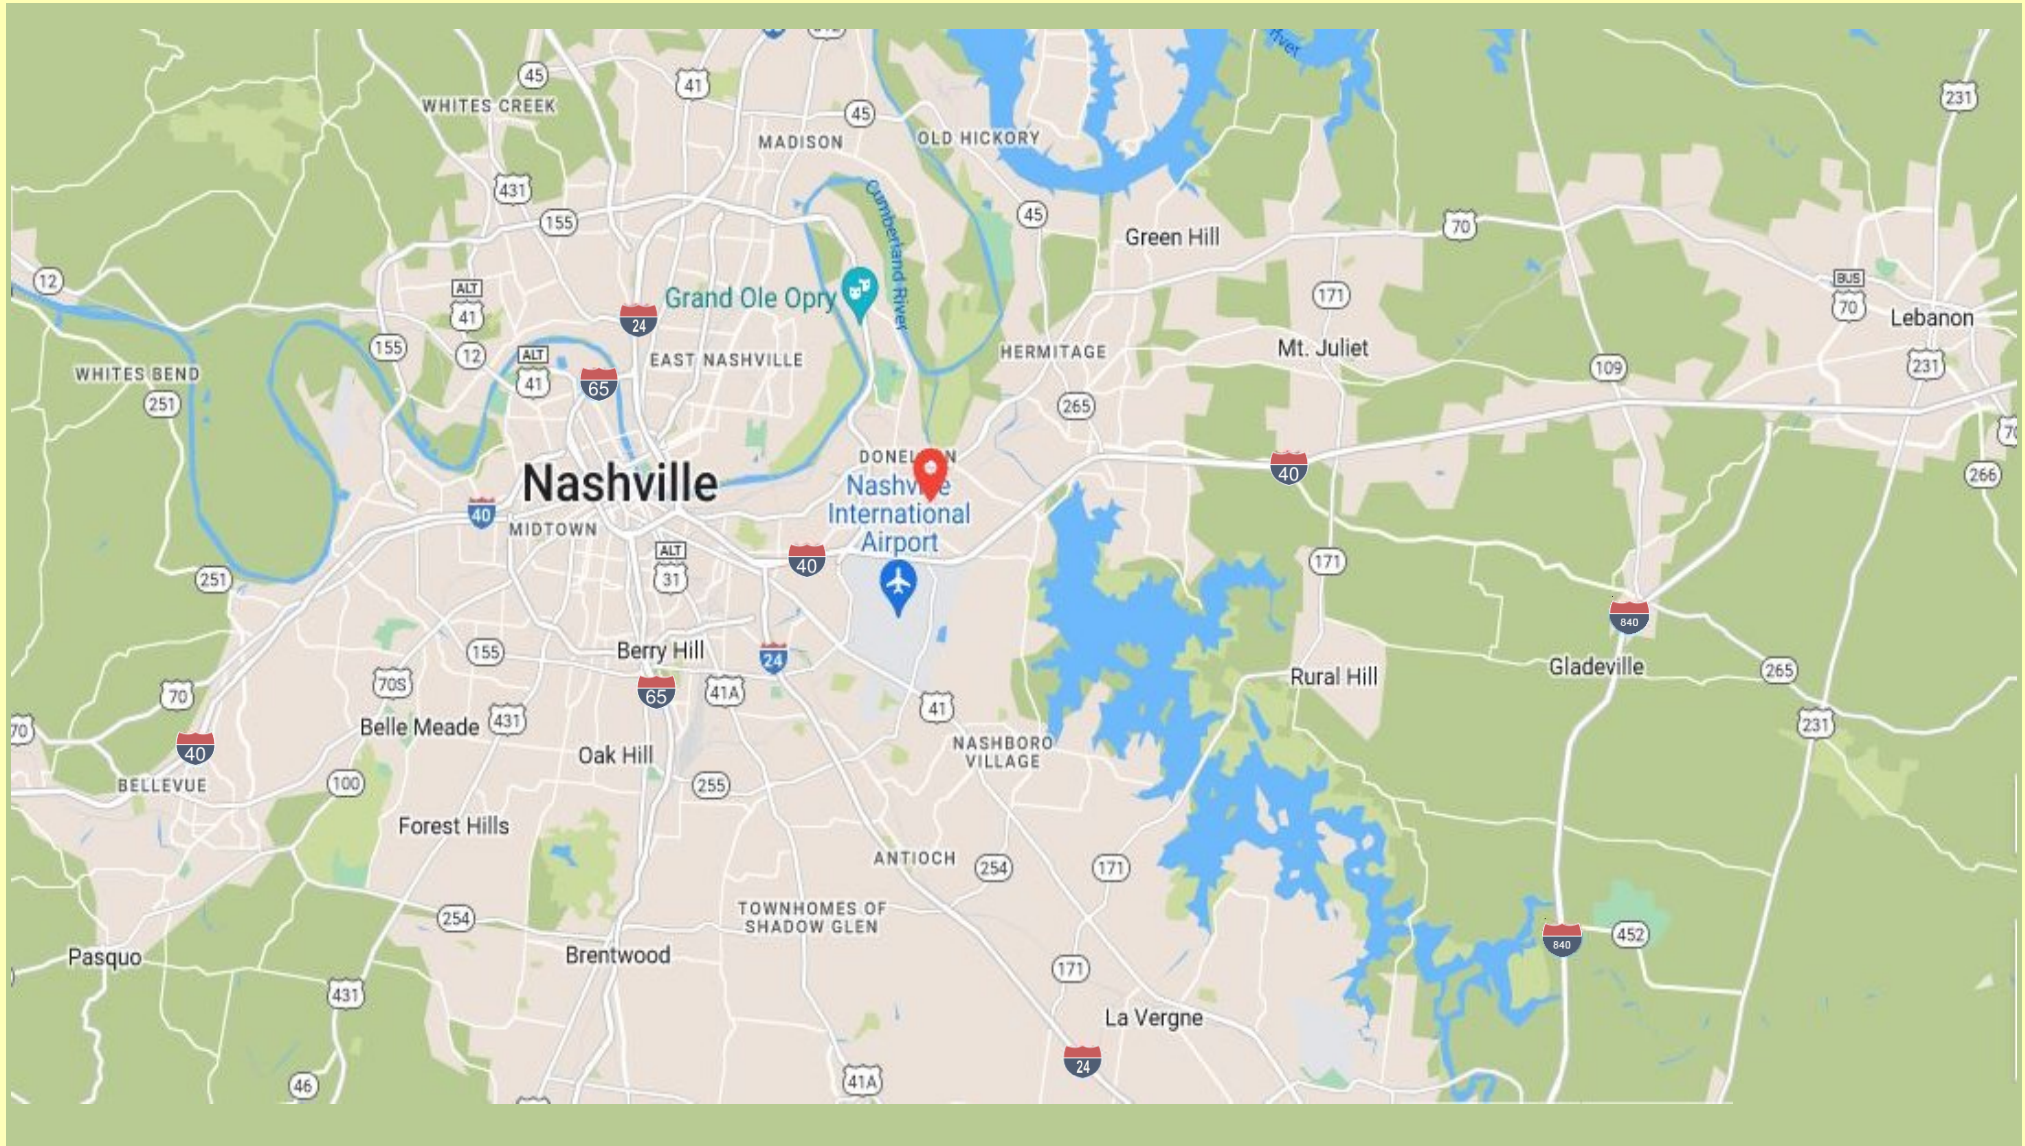 River
45
41
231
WHITES CREEK
45
MADISON
OLD HICKORY
431
155
45
Cumberland River
Green Hill
70
12
ALT
41
Grand Ole Opry
24
171
BUS
70
Lebanon
155
12
ALT
41
65
EAST NASHVILLE
HERMITAGE
Mt. Juliet
109
231
WHITES BEND
251
265
70
DONELSON
Nashville
Nashville
International
Airport
40
40
266
MIDTOWN
ALT
31
40
171
251
840
155
Berry Hill
24
Rural Hill
Gladeville
265
70
70S
65
41A
41
231
70
Belle Meade
431
40
Oak Hill
NASHBORO
VILLAGE
BELLEVUE
100
255
Forest Hills
ANTIOCH
254
171
254
TOWNHOMES OF
SHADOW GLEN
840
452
Pasquo
Brentwood
171
431
La Vergne
24
46
41A